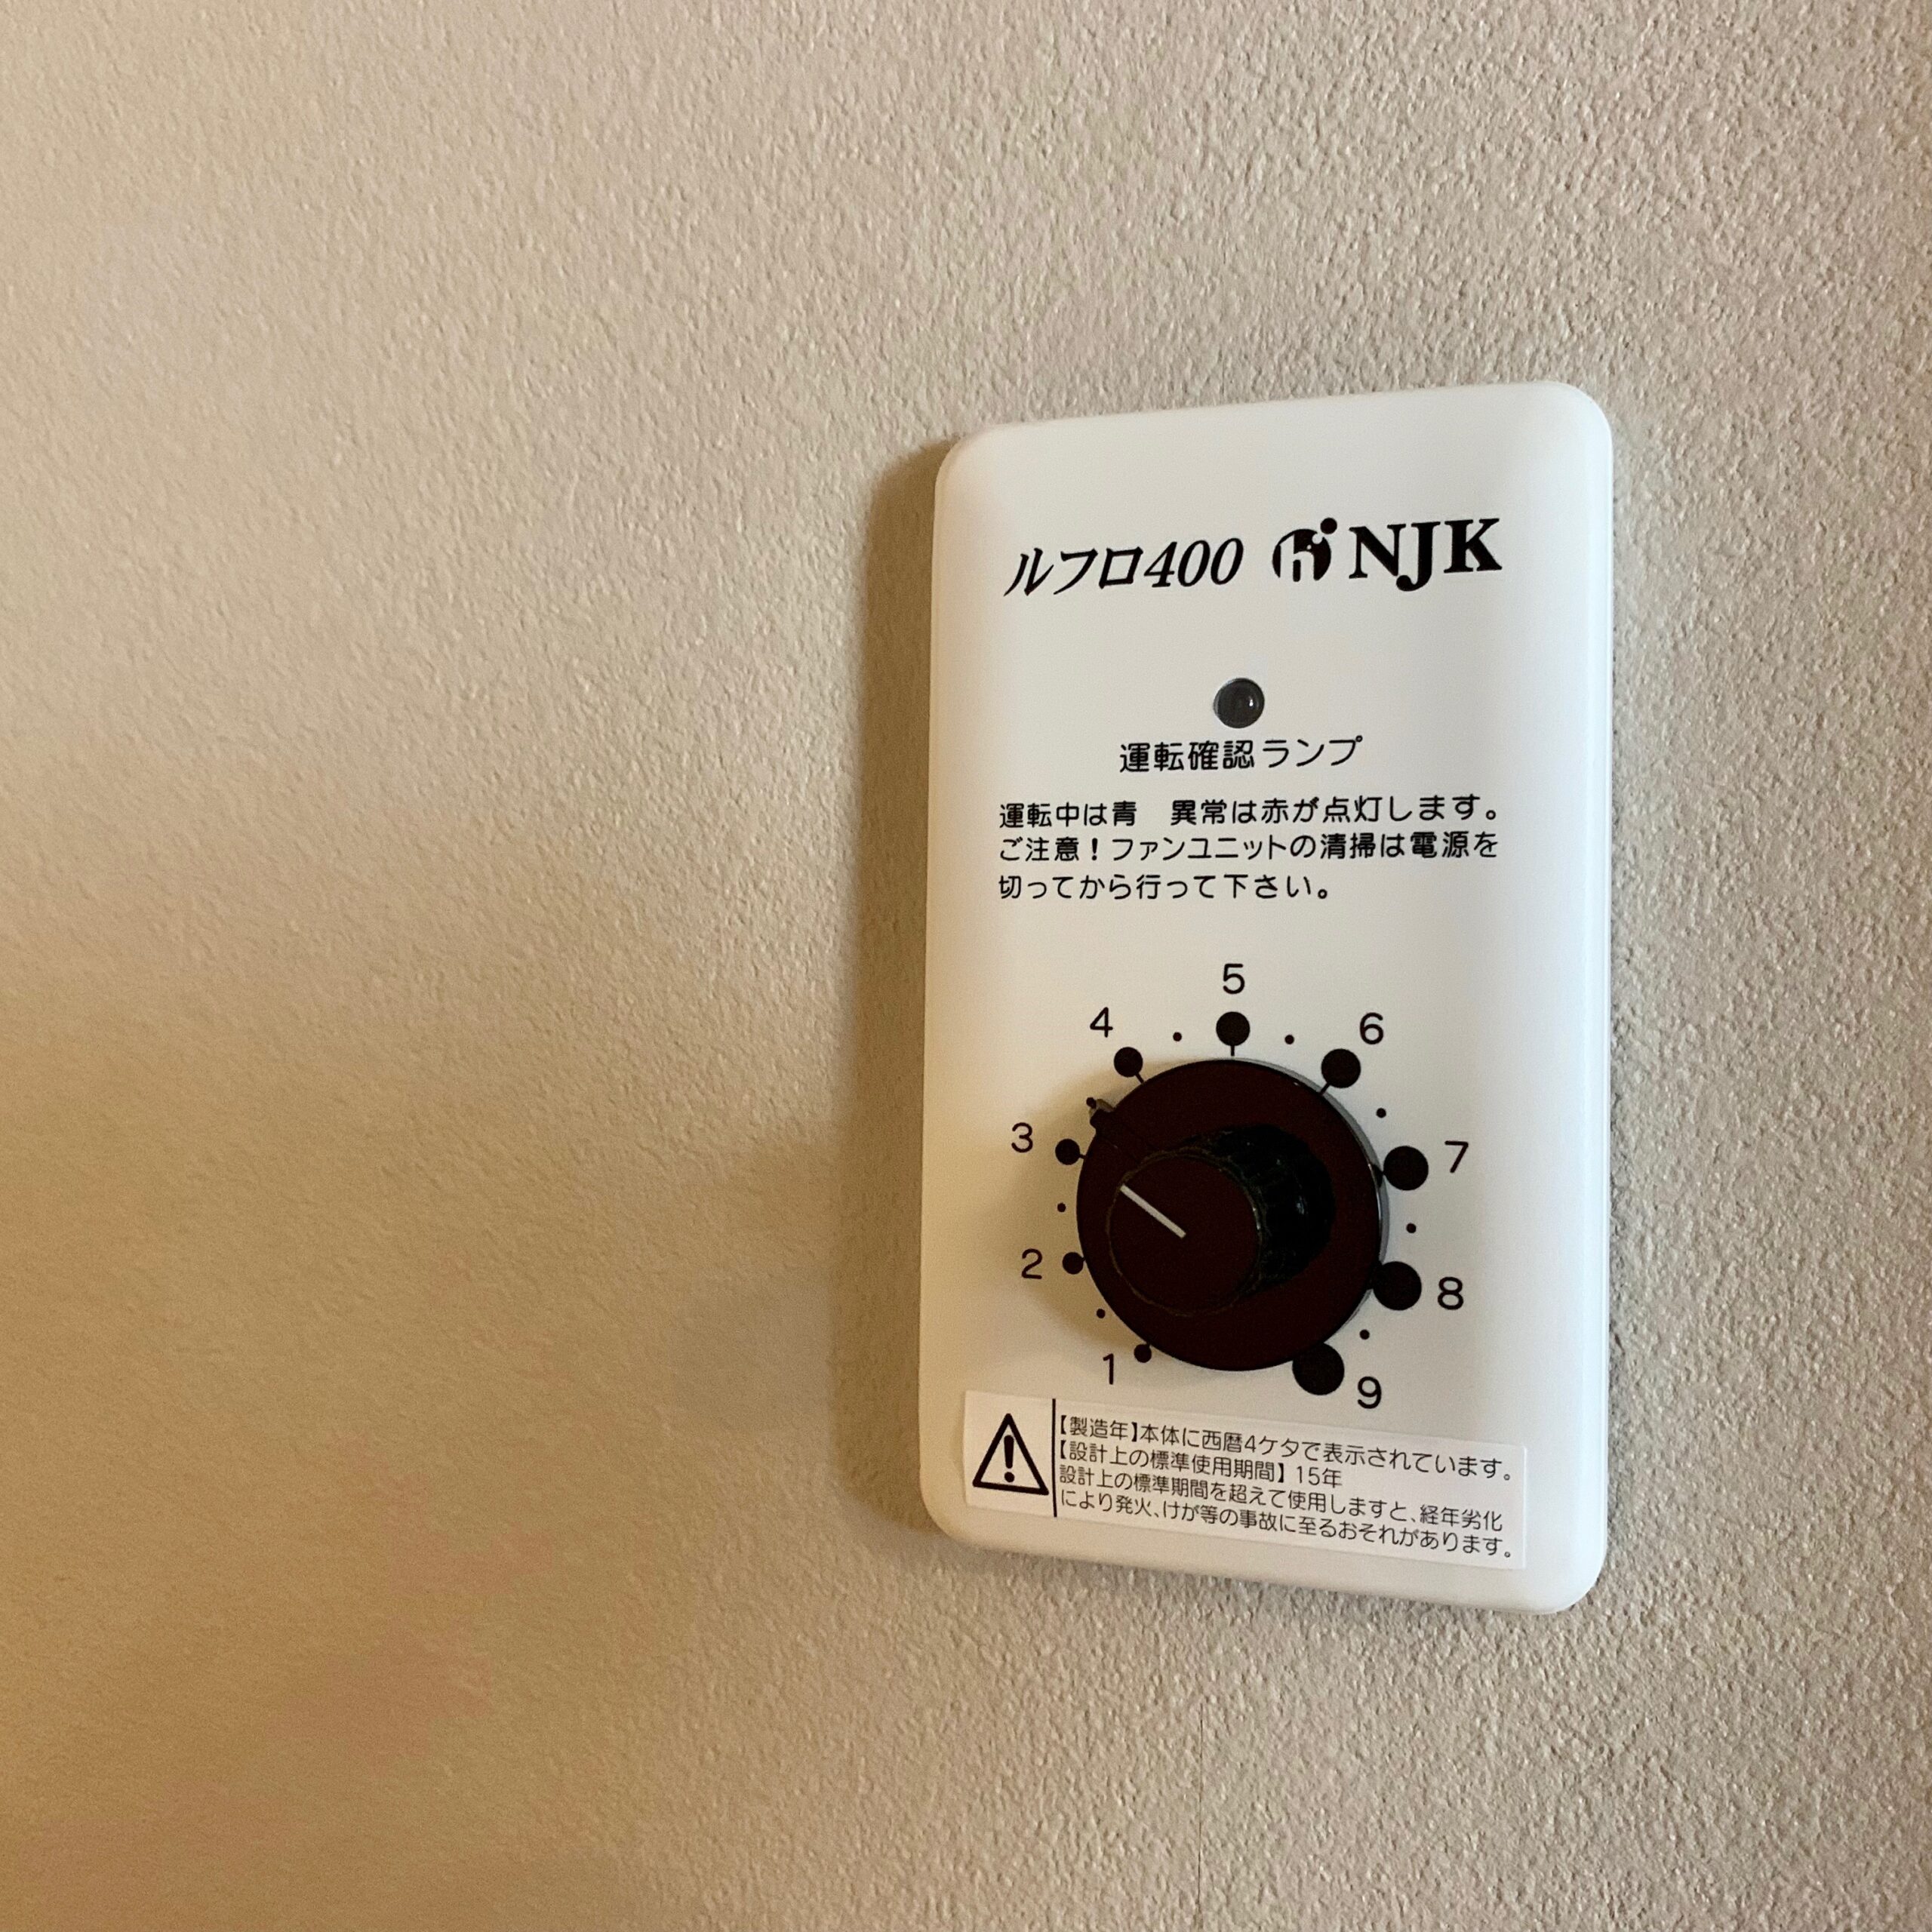 ルフロ400 NJK
運転確認ランプ
運転中は青　異常は赤が点灯します。
ご注意！ファンユニットの清掃は電源を
切ってから行って下さい。
5
4
6
3
7
2
8
1
9
【製造年】本体に西暦4ケタで表示されています。
【設計上の標準使用期間】15年
設計上の標準期間を超えて使用しますと、経年劣化
により発火、けが等の事故に至るおそれがあります。